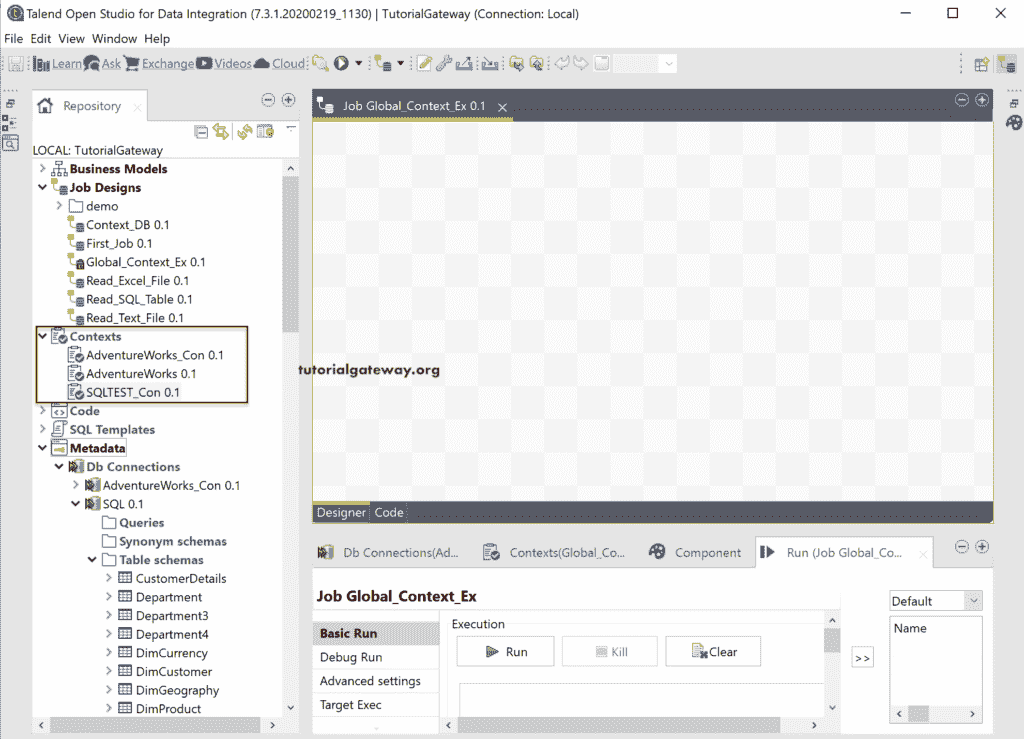 Talend Open Studio for Data Integration (7.3.1.20200219_1130) | TutorialGateway (Connection: Local)
File Edit View Window Help
Learn Ask Exchange Videos Cloud
Repository
LOCAL: TutorialGateway
Business Models
Job Designs
demo
Context_DB 0.1
First_Job 0.1
Global_Context_Ex 0.1
Read_Excel_File 0.1
Read_SQL_Table 0.1
Read_Text_File 0.1
Contexts
AdventureWorks_Con 0.1
AdventureWorks 0.1
SQLTEST_Con 0.1
Code
SQL Templates
Metadata
Db Connections
AdventureWorks_Con 0.1
SQL 0.1
Queries
Synonym schemas
Table schemas
CustomerDetails
Department
Department3
Department4
DimCurrency
DimCustomer
DimGeography
DimProduct
Job Global_Context_Ex 0.1
tutorialgateway.org
Designer Code
Db Connections(Ad... Contexts(Global_Co... Component Run (Job Global_Co...
Job Global_Context_Ex
Basic Run
Debug Run
Advanced settings
Target Exec
Execution
Run Kill Clear
>>
Default
Name